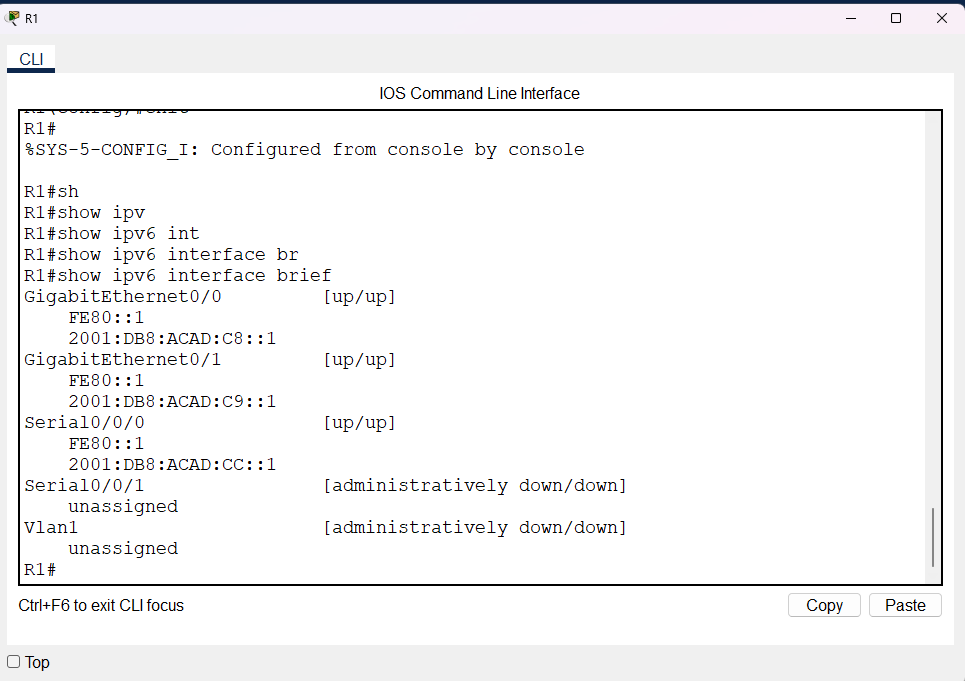 R1
CLI
IOS Command Line Interface
R1#
%SYS-5-CONFIG_I: Configured from console by console
R1#sh
R1#show ipv
R1#show ipv6 int
R1#show ipv6 interface br
R1#show ipv6 interface brief
GigabitEthernet0/0 [up/up]
FE80::1
2001:DB8:ACAD:C8::1
GigabitEthernet0/1 [up/up]
FE80::1
2001:DB8:ACAD:C9::1
Serial0/0/0 [up/up]
FE80::1
2001:DB8:ACAD:CC::1
Serial0/0/1 [administratively down/down]
unassigned
Vlan1 [administratively down/down]
unassigned
R1#
Ctrl+F6 to exit CLI focus
Copy Paste
Top